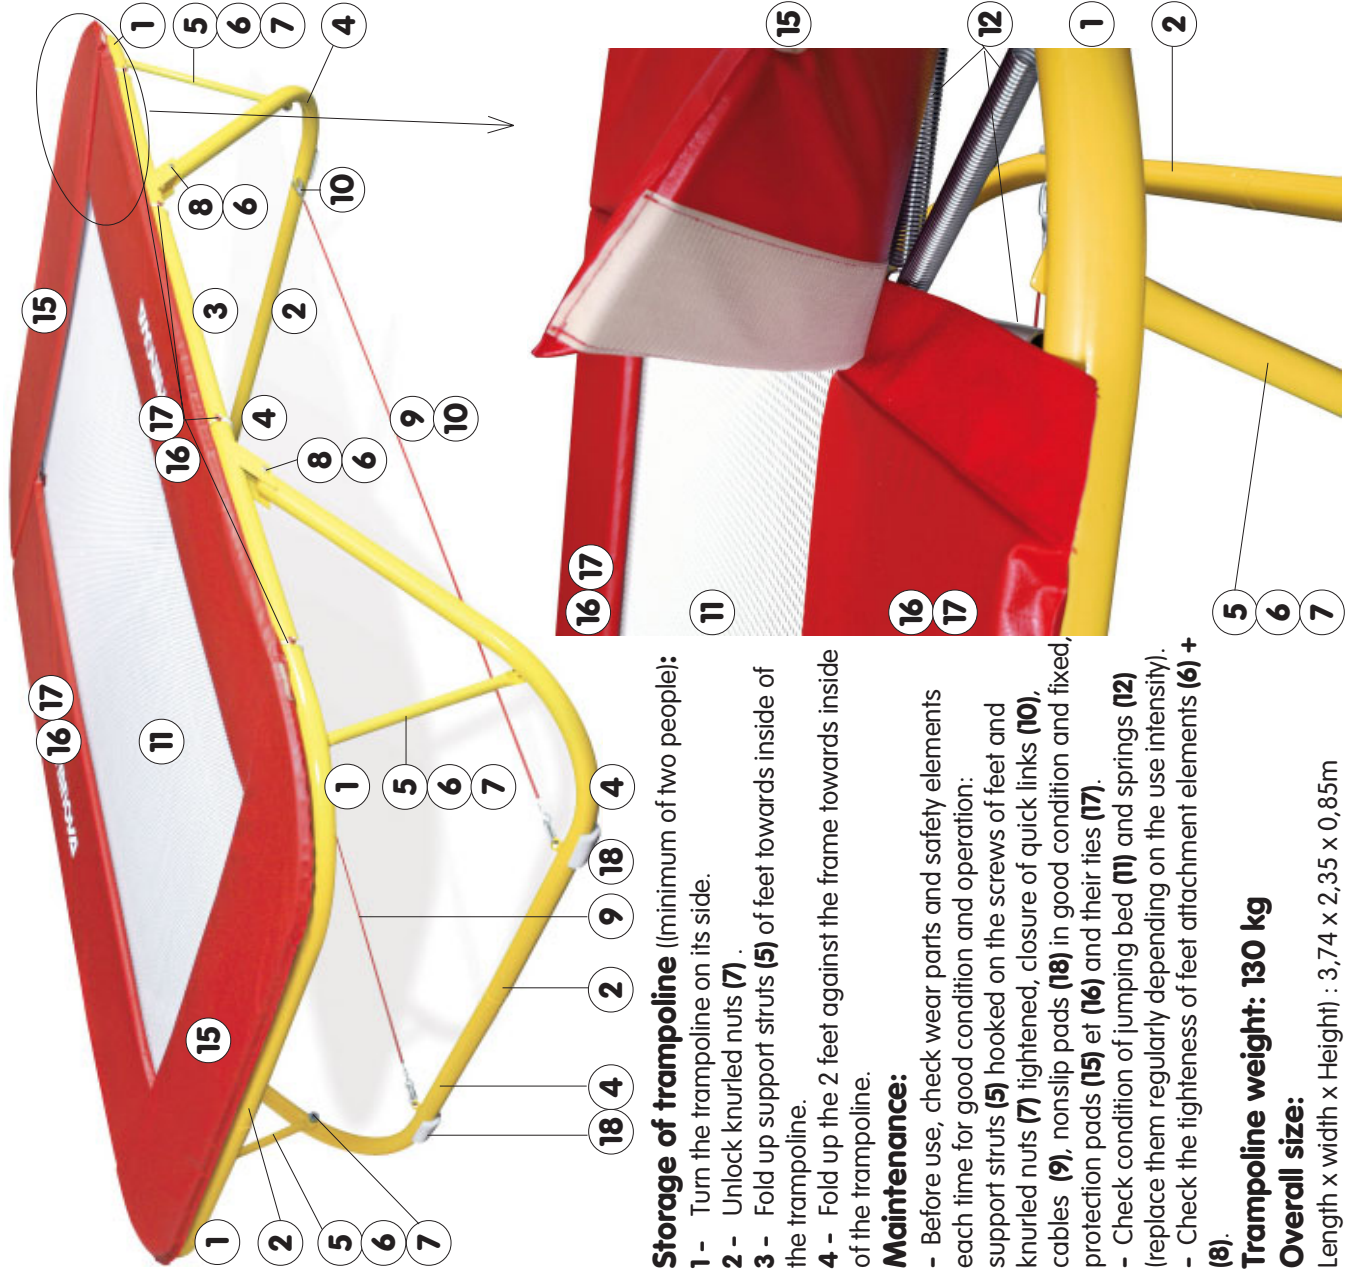 Storage of trampoline ((minimum of two people):
1 - Turn the trampoline on its side.
2 - Unlock knurled nuts (7) .
3 - Fold up support struts (5) of feet towards inside of
the trampoline.
4 - Fold up the 2 feet against the frame towards inside
of the trampoline.
Maintenance:
- Before use, check wear parts and safety elements
each time for good condition and operation:
support struts (5) hooked on the screws of feet and
knurled nuts (7) tightened, closure of quick links (10),
cables (9), nonslip pads (18) in good condition and fixed,
protection pads (15) et (16) and their ties (17).
- Check condition of jumping bed (11) and springs (12)
(replace them regularly depending on the use intensity).
- Check the tighteness of feet attachment elements (6) +
(8).
Trampoline weight: 130 kg
Overall size:
Length x width x Height) : 3,74 x 2,35 x 0,85m
1
2
5
6
7
15
18
4
2
9
18
4
1
5
6
7
11
16
17
15
16
17
4
3
2
8
6
9
10
8
6
10
1
5
6
7
4
16
17
11
16
17
15
12
1
2
5
6
7